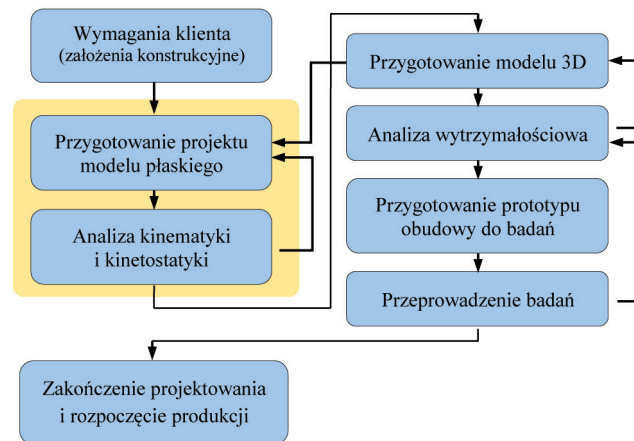 Wymagania klienta
(założenia konstrukcyjne)
Przygotowanie projektu
modelu płaskiego
Analiza kinematyki
i kinetostatyki
Przygotowanie modelu 3D
Analiza wytrzymałościowa
Przygotowanie prototypu
obudowy do badań
Przeprowadzenie badań
Zakończenie projektowania
i rozpoczęcie produkcji